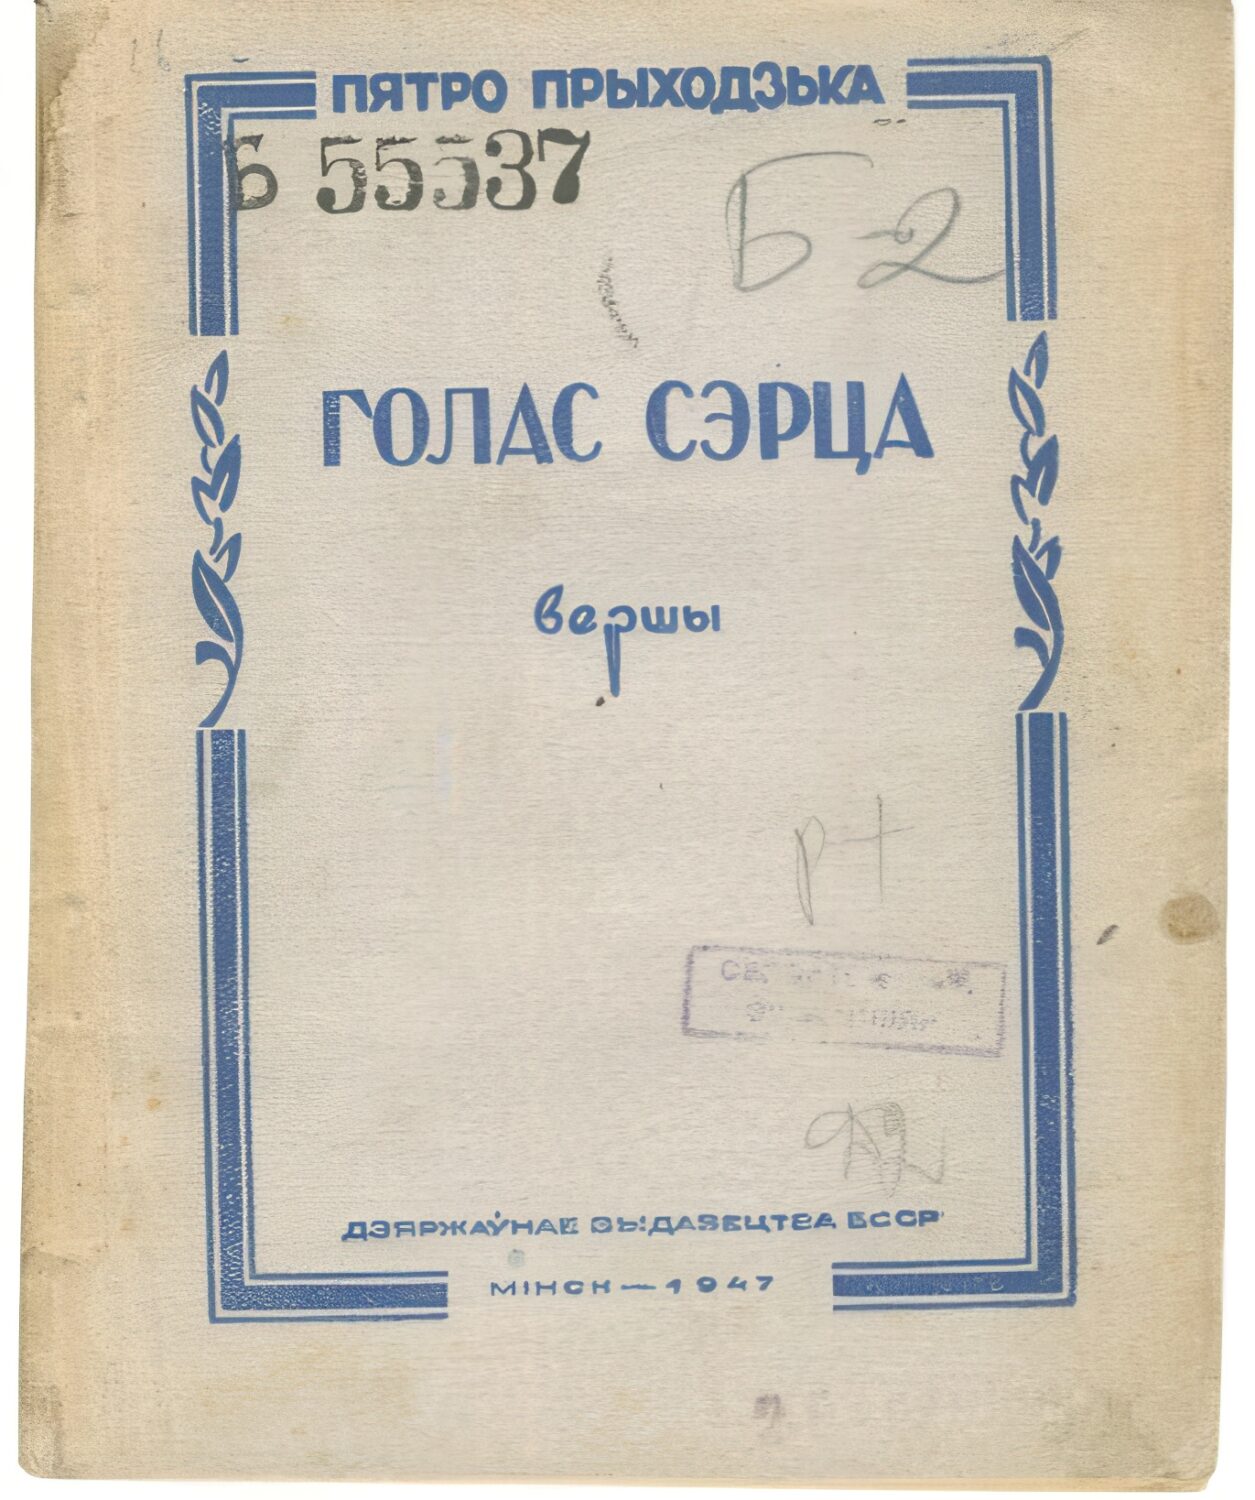 ПЯТРО ПРЫХОДЗЬКА
Б 55537
Б-2
ГОЛАС СЭРЦА
вершы
ДЗЯРЖАЎНАЕ ВЫДАВЕЦТВА БССР
МІНСК — 1947